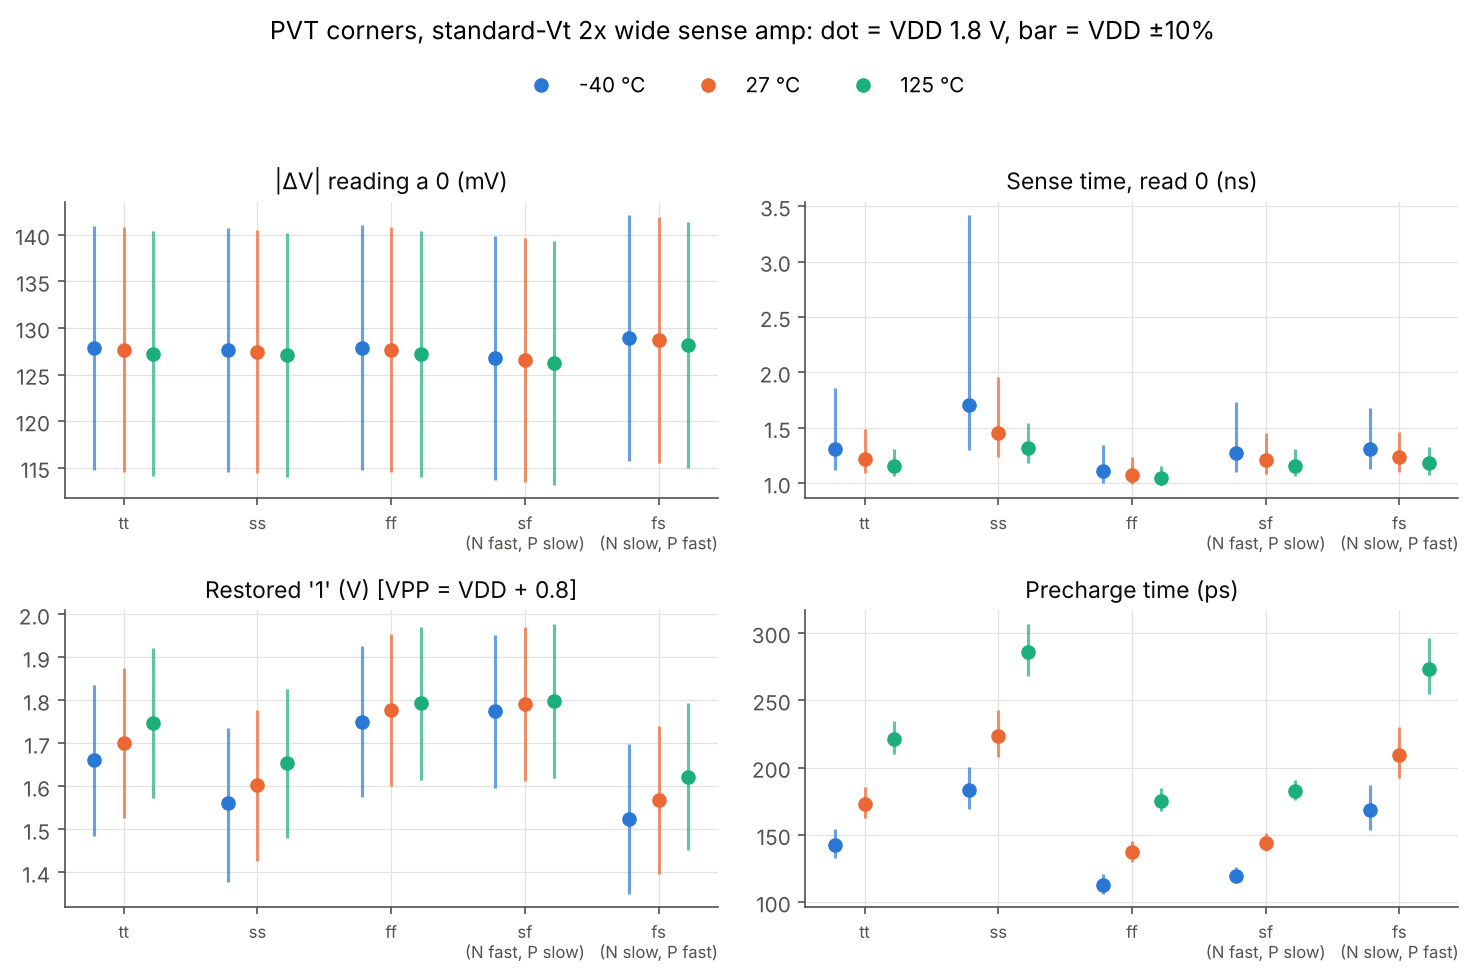 PVT corners, standard-Vt 2x wide sense amp: dot = VDD 1.8 V, bar = VDD ±10%
-40 °C 27 °C 125 °C
|ΔV| reading a 0 (mV)
140
135
130
125
120
115
tt ss ff sf fs
(N fast, P slow) (N slow, P fast)
Sense time, read 0 (ns)
3.5
3.0
2.5
2.0
1.5
1.0
tt ss ff sf fs
(N fast, P slow) (N slow, P fast)
Restored '1' (V) [VPP = VDD + 0.8]
2.0
1.9
1.8
1.7
1.6
1.5
1.4
tt ss ff sf fs
(N fast, P slow) (N slow, P fast)
Precharge time (ps)
300
250
200
150
100
tt ss ff sf fs
(N fast, P slow) (N slow, P fast)